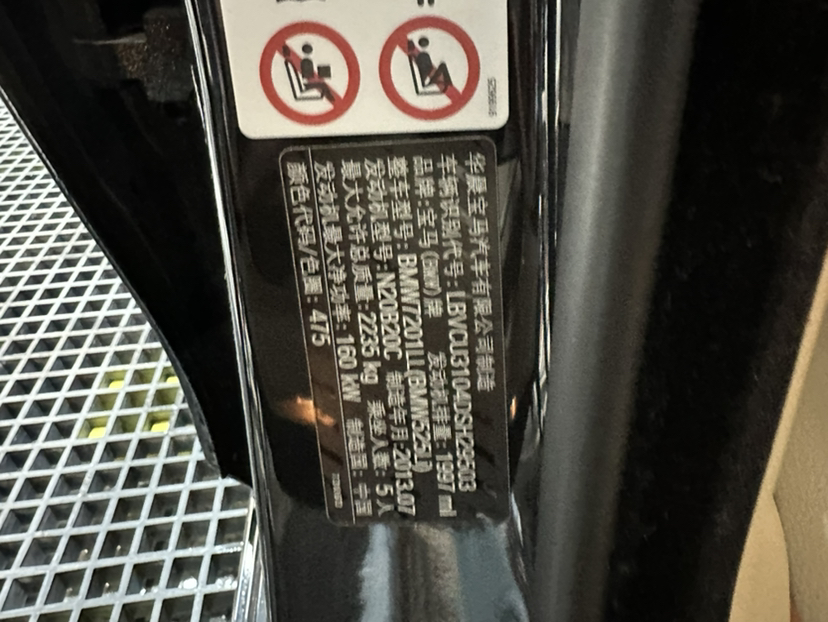 华晨宝马汽车有限公司制造
车辆识别代号: LBVCU3104DSH29503
品牌: 宝马 (BMW) 牌 发动机排量: 1997 ml
整车型号: BMW7201LL (BMW525Li)
发动机型号: N20B20C 制造年月: 2013.07
最大允许总质量: 2235 kg 乘坐人数: 5 人
发动机最大净功率: 160 kW 制造国: 中国
颜色代码/色漆: 475